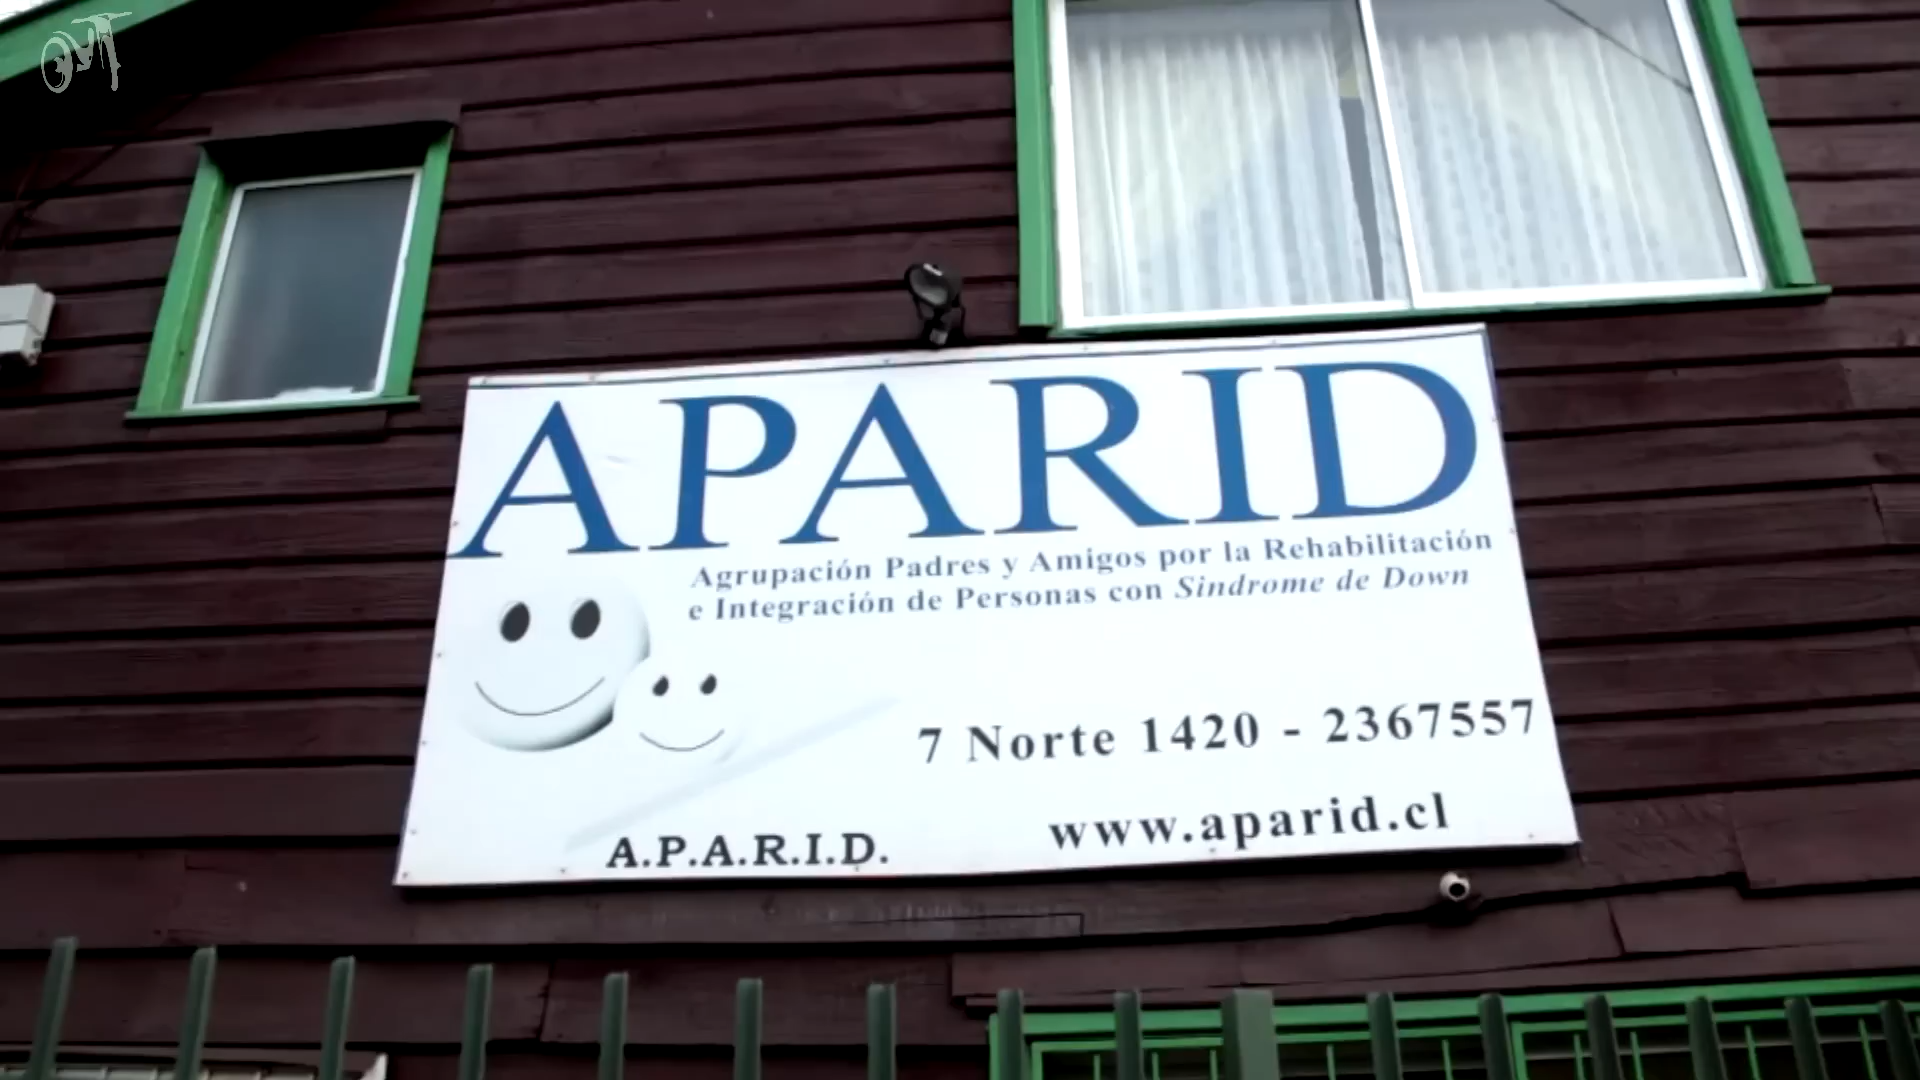 APARID
Agrupación Padres y Amigos por la Rehabilitación
e Integración de Personas con Sindrome de Down
7 Norte 1420 - 2367557
www.aparid.cl
A.P.A.R.I.D.